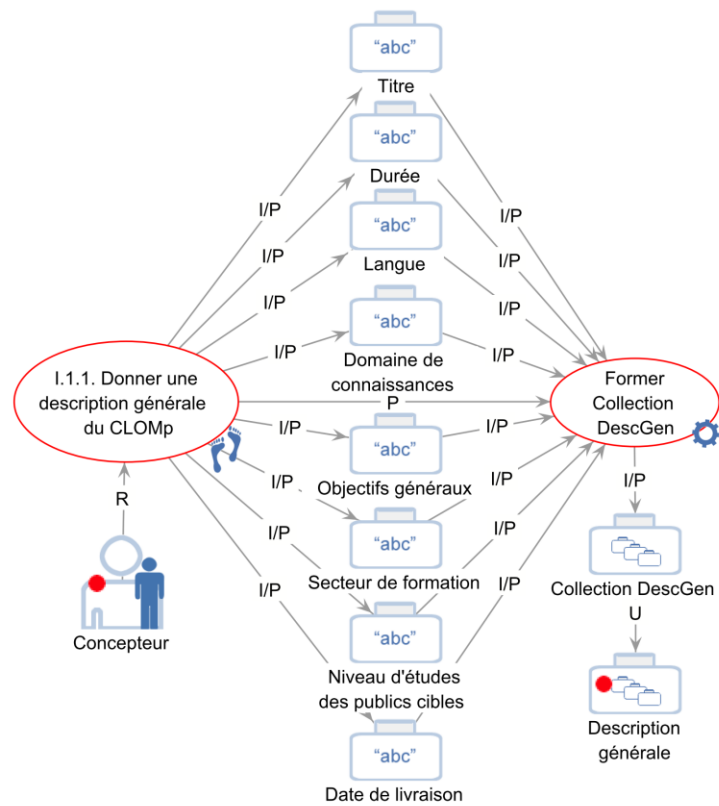 “abc”
Titre
“abc”
Durée
I/P
I/P
I/P
I/P
“abc”
Langue
I/P
I/P
“abc”
I/P
I/P
Domaine de
connaissances
I.1.1. Donner une
description générale
du CLOMp
P
Former
Collection
DescGen
“abc”
I/P
I/P
Objectifs généraux
I/P
I/P
I/P
“abc”
R
I/P
I/P
Secteur de formation
Collection DescGen
I/P
I/P
“abc”
U
Concepteur
Niveau d'études
des publics cibles
Description
générale
“abc”
Date de livraison